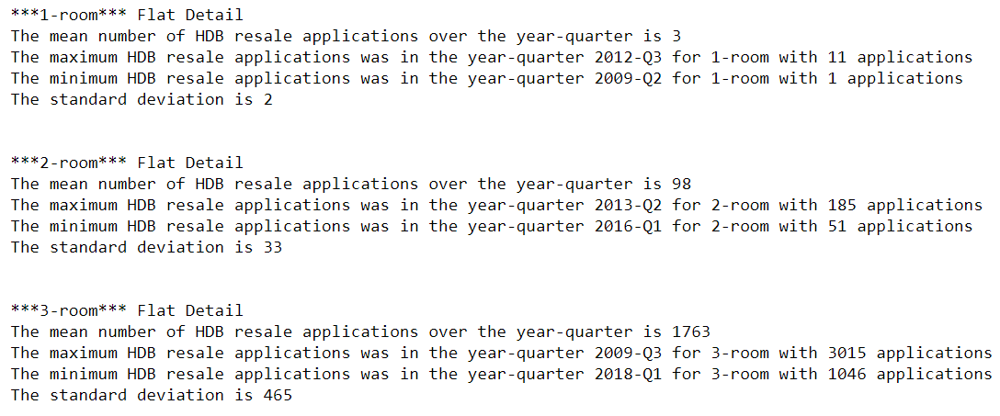 ***1-room*** Flat Detail
The mean number of HDB resale applications over the year-quarter is 3
The maximum HDB resale applications was in the year-quarter 2012-Q3 for 1-room with 11 applications
The minimum HDB resale applications was in the year-quarter 2009-Q2 for 1-room with 1 applications
The standard deviation is 2
***2-room*** Flat Detail
The mean number of HDB resale applications over the year-quarter is 98
The maximum HDB resale applications was in the year-quarter 2013-Q2 for 2-room with 185 applications
The minimum HDB resale applications was in the year-quarter 2016-Q1 for 2-room with 51 applications
The standard deviation is 33
***3-room*** Flat Detail
The mean number of HDB resale applications over the year-quarter is 1763
The maximum HDB resale applications was in the year-quarter 2009-Q3 for 3-room with 3015 applications
The minimum HDB resale applications was in the year-quarter 2018-Q1 for 3-room with 1046 applications
The standard deviation is 465